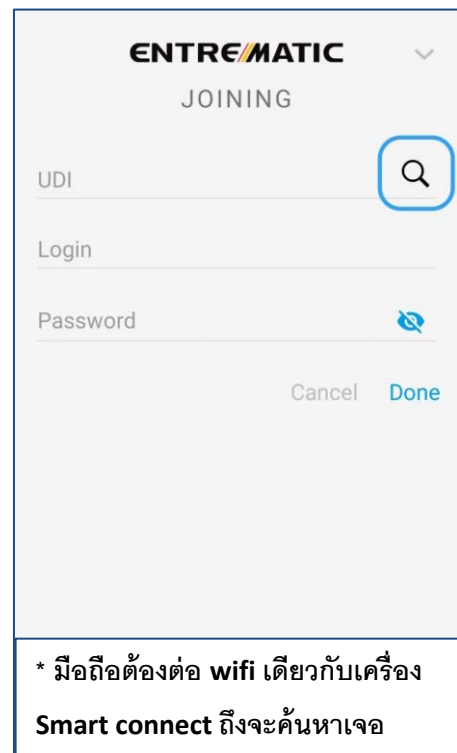 ENTREMATIC
JOINING
UDI
Login
Password
Cancel Done
* มือถือต้องต่อ wifi เดียวกับเครื่อง
Smart connect ถึงจะค้นหาเจอ